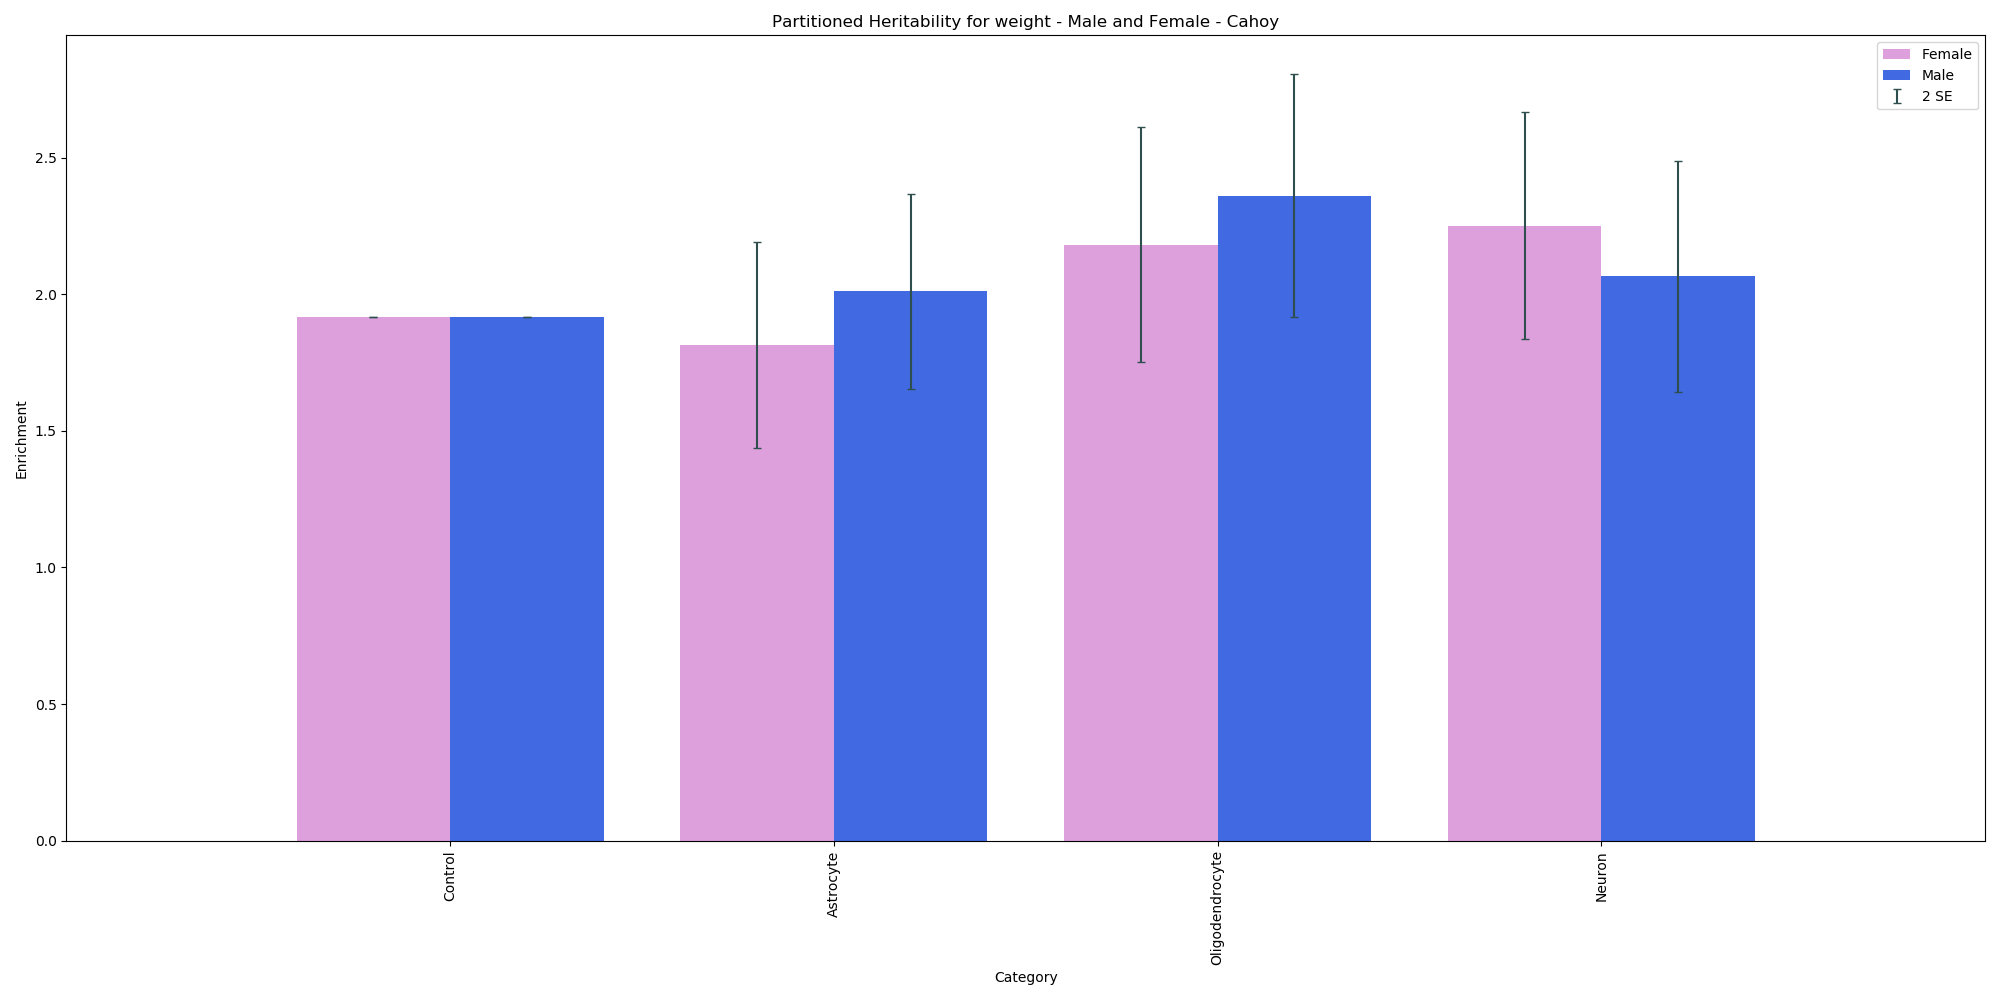 Partitioned Heritability for weight - Male and Female - Cahoy
Female
Male
2 SE
Enrichment
2.5
2.0
1.5
1.0
0.5
0.0
Control
Astrocyte
Oligodendrocyte
Neuron
Category